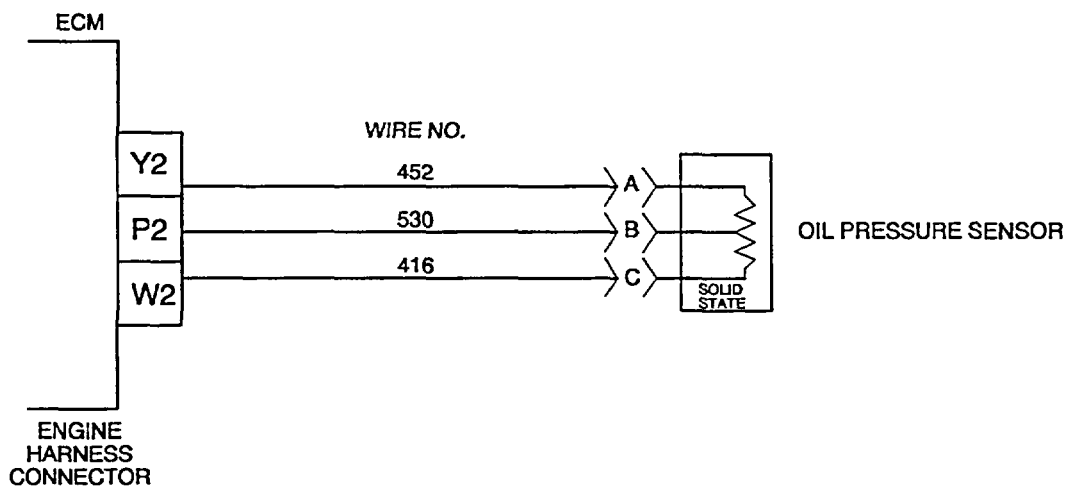 ECM
WIRE NO.
Y2
452
A
P2
530
B
OIL PRESSURE SENSOR
W2
416
C
SOLID
STATE
ENGINE
HARNESS
CONNECTOR